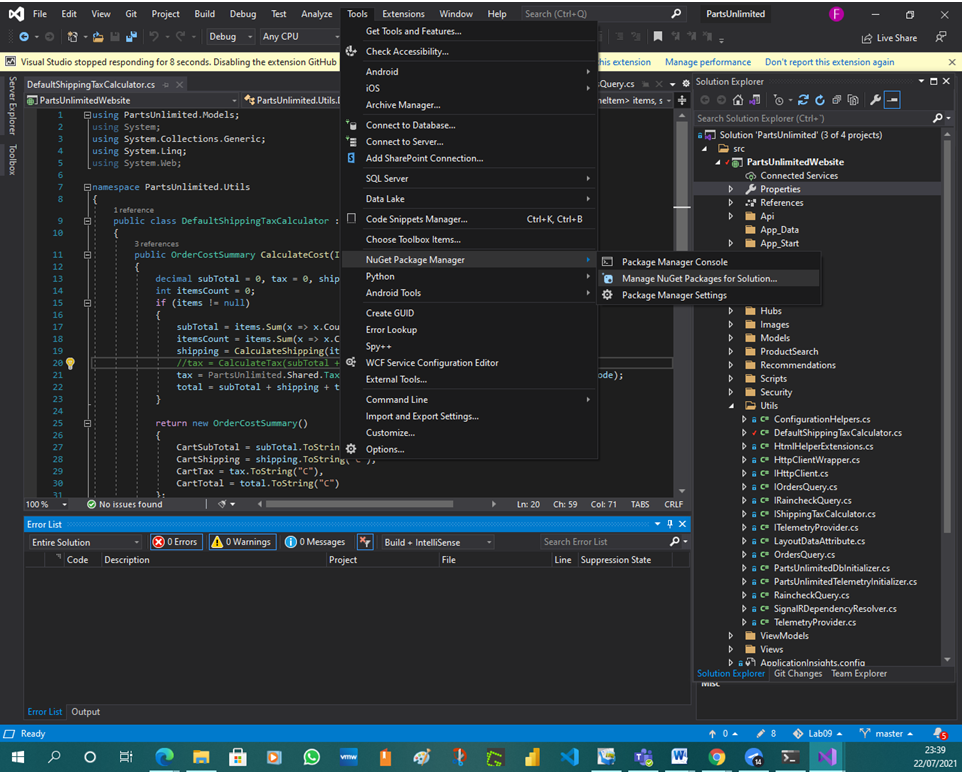 File Edit View Git Project Build Debug Test Analyze Tools Extensions Window Help Search (Ctrl+Q) PartsUnlimited F
Debug Any CPU Live Share
Visual Studio stopped responding for 8 seconds. Disabling the extension GitHub his extension Manage performance Don't report this extension again
Server Explorer
Toolbox
DefaultShippingTaxCalculator.cs
PartsUnlimitedWebsite PartsUnlimited.Utils.D
Query.cs
neItem> items, s
1 using PartsUnlimited.Models;
2 using System;
3 using System.Collections.Generic;
4 using System.Linq;
5 using System.Web;
6
7 namespace PartsUnlimited.Utils
8 {
1 reference
9 public class DefaultShippingTaxCalculator :
10 {
3 references
11 public OrderCostSummary CalculateCost(I
12 {
13 decimal subTotal = 0, tax = 0, ship
14 int itemsCount = 0;
15 if (items != null)
16 {
17 subTotal = items.Sum(x => x.Cou
18 itemsCount = items.Sum(x => x.C
19 shipping = CalculateShipping(it
20 //tax = CalculateTax(subTotal +
21 tax = PartsUnlimited.Shared.Tax ode);
22 total = subTotal + shipping + t
23 }
24
25 return new OrderCostSummary()
26 {
27 CartSubTotal = subTotal.ToString
28 CartShipping = shipping.ToString("C"),
29 CartTax = tax.ToString("C"),
30 CartTotal = total.ToString("C")
31 };
100 % No issues found Ln: 20 Ch: 59 Col: 71 TABS CRLF
Get Tools and Features...
Check Accessibility...
Android
iOS
Archive Manager...
Connect to Database...
Connect to Server...
Add SharePoint Connection...
SQL Server
Data Lake
Code Snippets Manager... Ctrl+K, Ctrl+B
Choose Toolbox Items...
NuGet Package Manager
Python
Android Tools
Create GUID
Error Lookup
Spy++
WCF Service Configuration Editor
External Tools...
Command Line
Import and Export Settings...
Customize...
Options...
Package Manager Console
Manage NuGet Packages for Solution...
Package Manager Settings
Solution Explorer
Search Solution Explorer (Ctrl+¨)
Solution 'PartsUnlimited' (3 of 4 projects)
src
PartsUnlimitedWebsite
Connected Services
Properties
References
Api
App_Data
App_Start
Hubs
Images
Models
ProductSearch
Recommendations
Scripts
Security
Utils
ConfigurationHelpers.cs
DefaultShippingTaxCalculator.cs
HtmlHelperExtensions.cs
HttpClientWrapper.cs
IHttpClient.cs
IOrdersQuery.cs
IRaincheckQuery.cs
IShippingTaxCalculator.cs
ITelemetryProvider.cs
LayoutDataAttribute.cs
OrdersQuery.cs
PartsUnlimitedDbInitializer.cs
PartsUnlimitedTelemetryInitializer.cs
RaincheckQuery.cs
SignalRDependencyResolver.cs
TelemetryProvider.cs
ViewModels
Views
ApplicationInsights.config
Solution Explorer Git Changes Team Explorer
Misc
Error List
Entire Solution 0 Errors 0 Warnings 0 Messages Build + IntelliSense Search Error List
Code Description Project File Line Suppression State
Error List Output
Ready 0 8 Lab09 master 5
vmw 14 23:39
22/07/2021